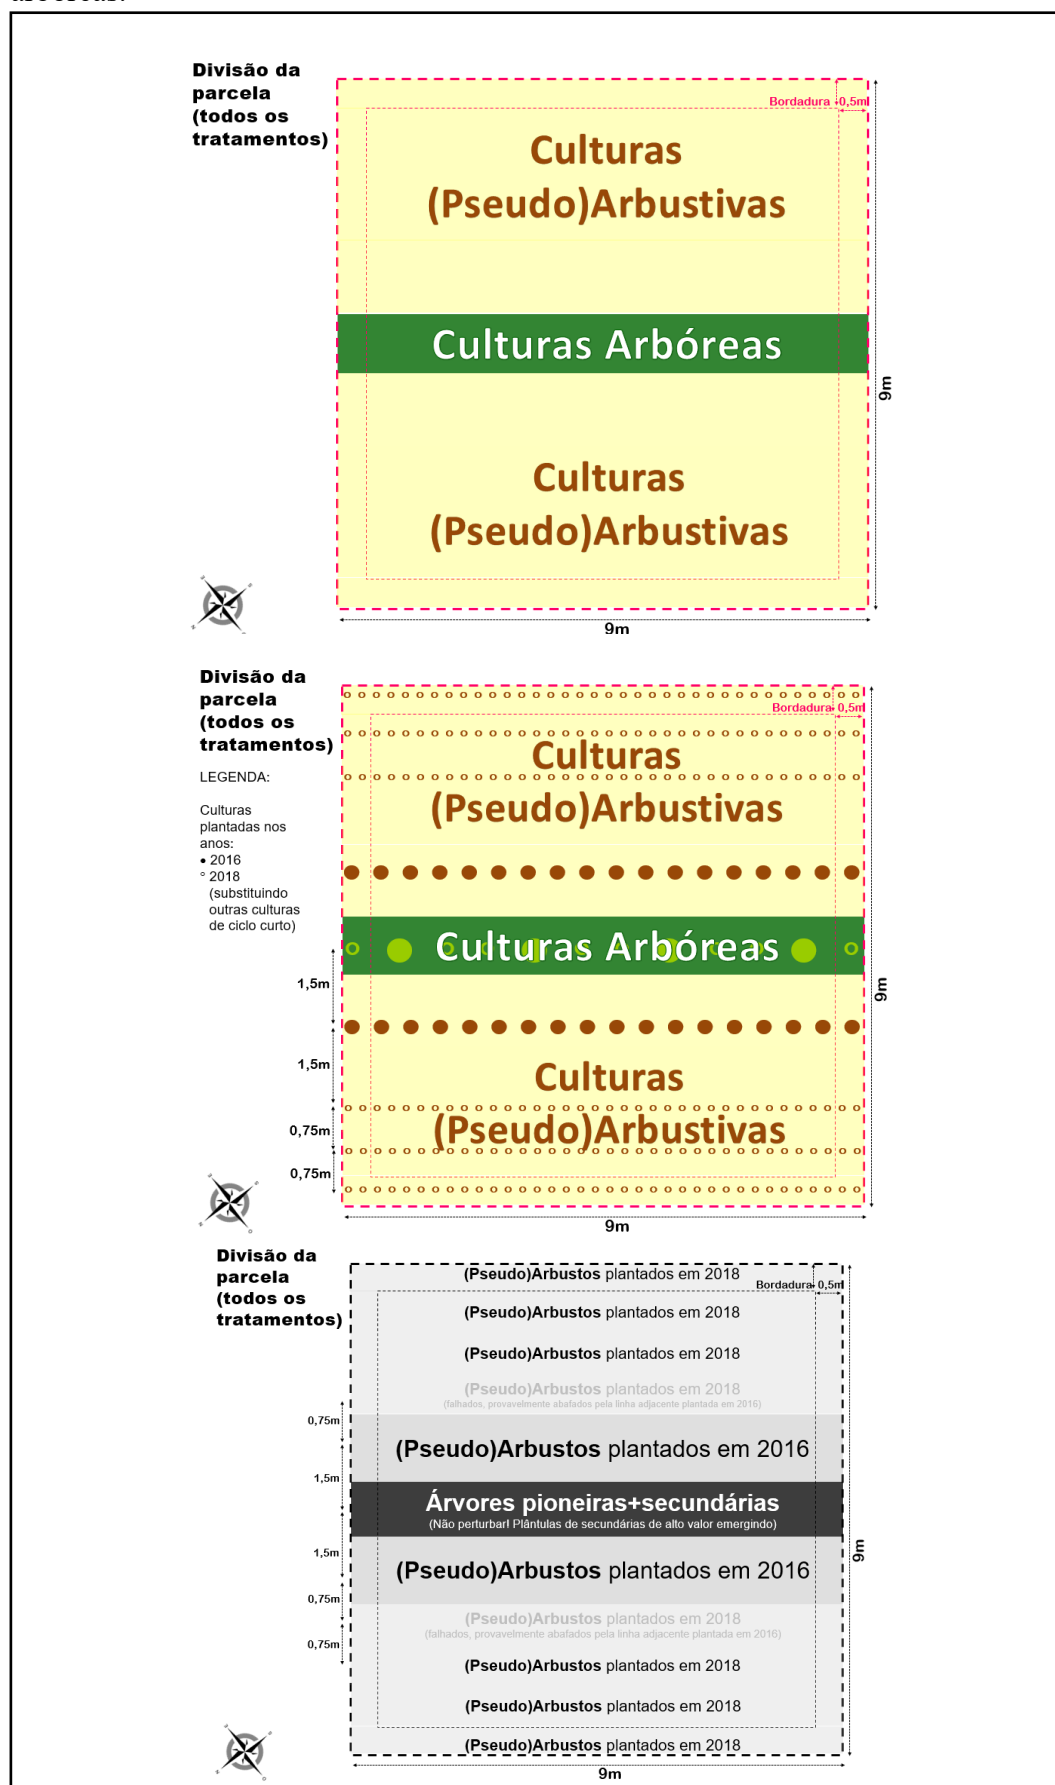 Divisão da
parcela
(todos os
tratamentos)
Bordadura 0,5m
Culturas
(Pseudo)Arbustivas
Culturas Arbóreas
9m
Culturas
(Pseudo)Arbustivas
9m
Divisão da
parcela
(todos os
tratamentos)
LEGENDA:
Culturas
plantadas nos
anos:
• 2016
° 2018
(substituindo
outras culturas
de ciclo curto)
Bordadura 0,5m
Culturas
(Pseudo)Arbustivas
Culturas Arbóreas
1,5m
9m
1,5m
Culturas
(Pseudo)Arbustivas
0,75m
0,75m
9m
Divisão da
parcela
(todos os
tratamentos)
(Pseudo)Arbustos plantados em 2018
Bordadura 0,5m
(Pseudo)Arbustos plantados em 2018
(Pseudo)Arbustos plantados em 2018
(Pseudo)Arbustos plantados em 2018
(falhados, provavelmente abafados pela linha adjacente plantada em 2016)
0,75m
(Pseudo)Arbustos plantados em 2016
1,5m
Árvores pioneiras+secundárias
(Não perturbar! Plântulas de secundárias de alto valor emergindo)
9m
1,5m
(Pseudo)Arbustos plantados em 2016
0,75m
(Pseudo)Arbustos plantados em 2018
(falhados, provavelmente abafados pela linha adjacente plantada em 2016)
0,75m
(Pseudo)Arbustos plantados em 2018
(Pseudo)Arbustos plantados em 2018
(Pseudo)Arbustos plantados em 2018
9m